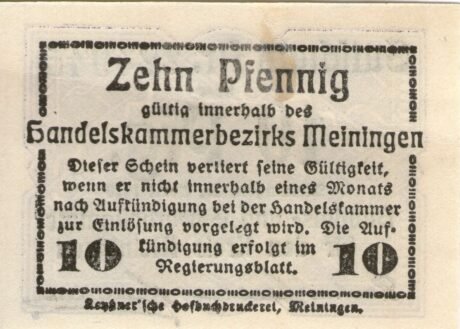 Zehn Pfennig
gültig innerhalb des
Handelskammerbezirks Meiningen
Dieser Schein verliert seine Gültigkeit,
wenn er nicht innerhalb eines Monats
nach Aufkündigung bei der Handelskammer
zur Einlösung vorgelegt wird. Die Auf-
kündigung erfolgt im
Regierungsblatt.
10 10
Keyßner'sche Hofbuchdruckerei, Meiningen.